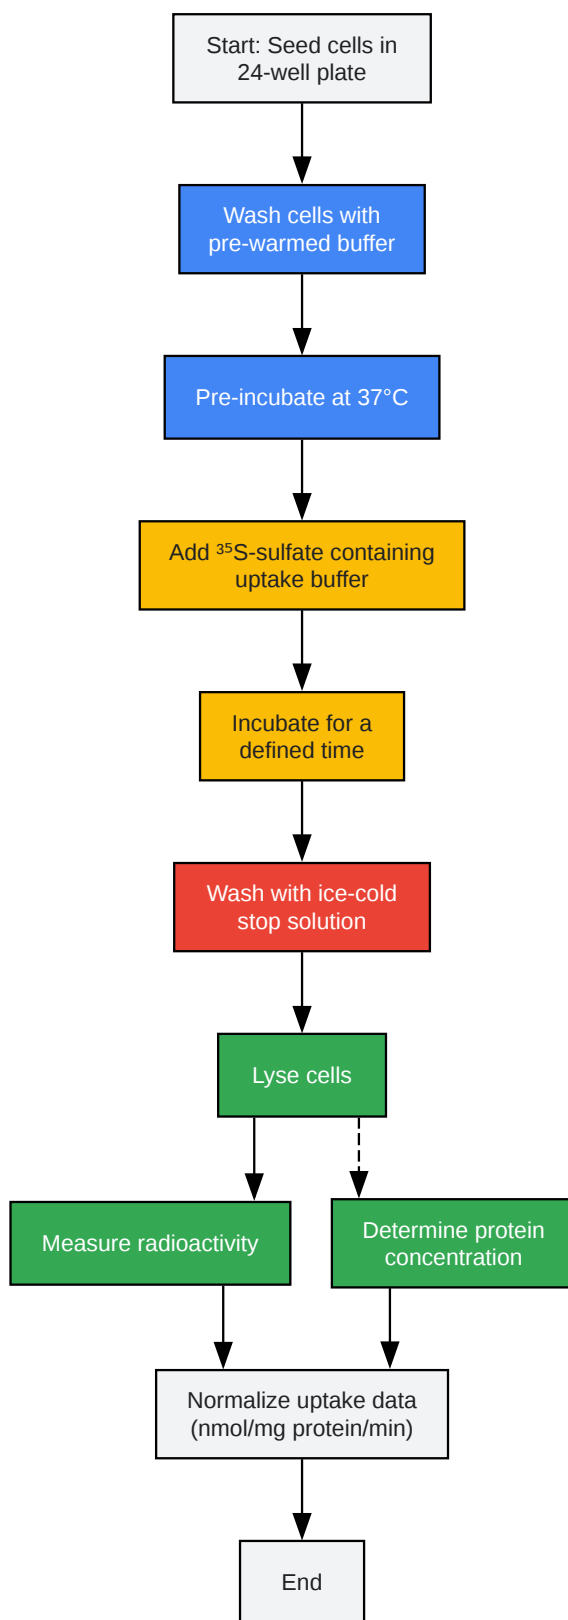 Start: Seed cells in
24-well plate
Wash cells with
pre-warmed buffer
Pre-incubate at 37°C
Add ³⁵S-sulfate containing
uptake buffer
Incubate for a
defined time
Wash with ice-cold
stop solution
Lyse cells
Measure radioactivity
Determine protein
concentration
Normalize uptake data
(nmol/mg protein/min)
End